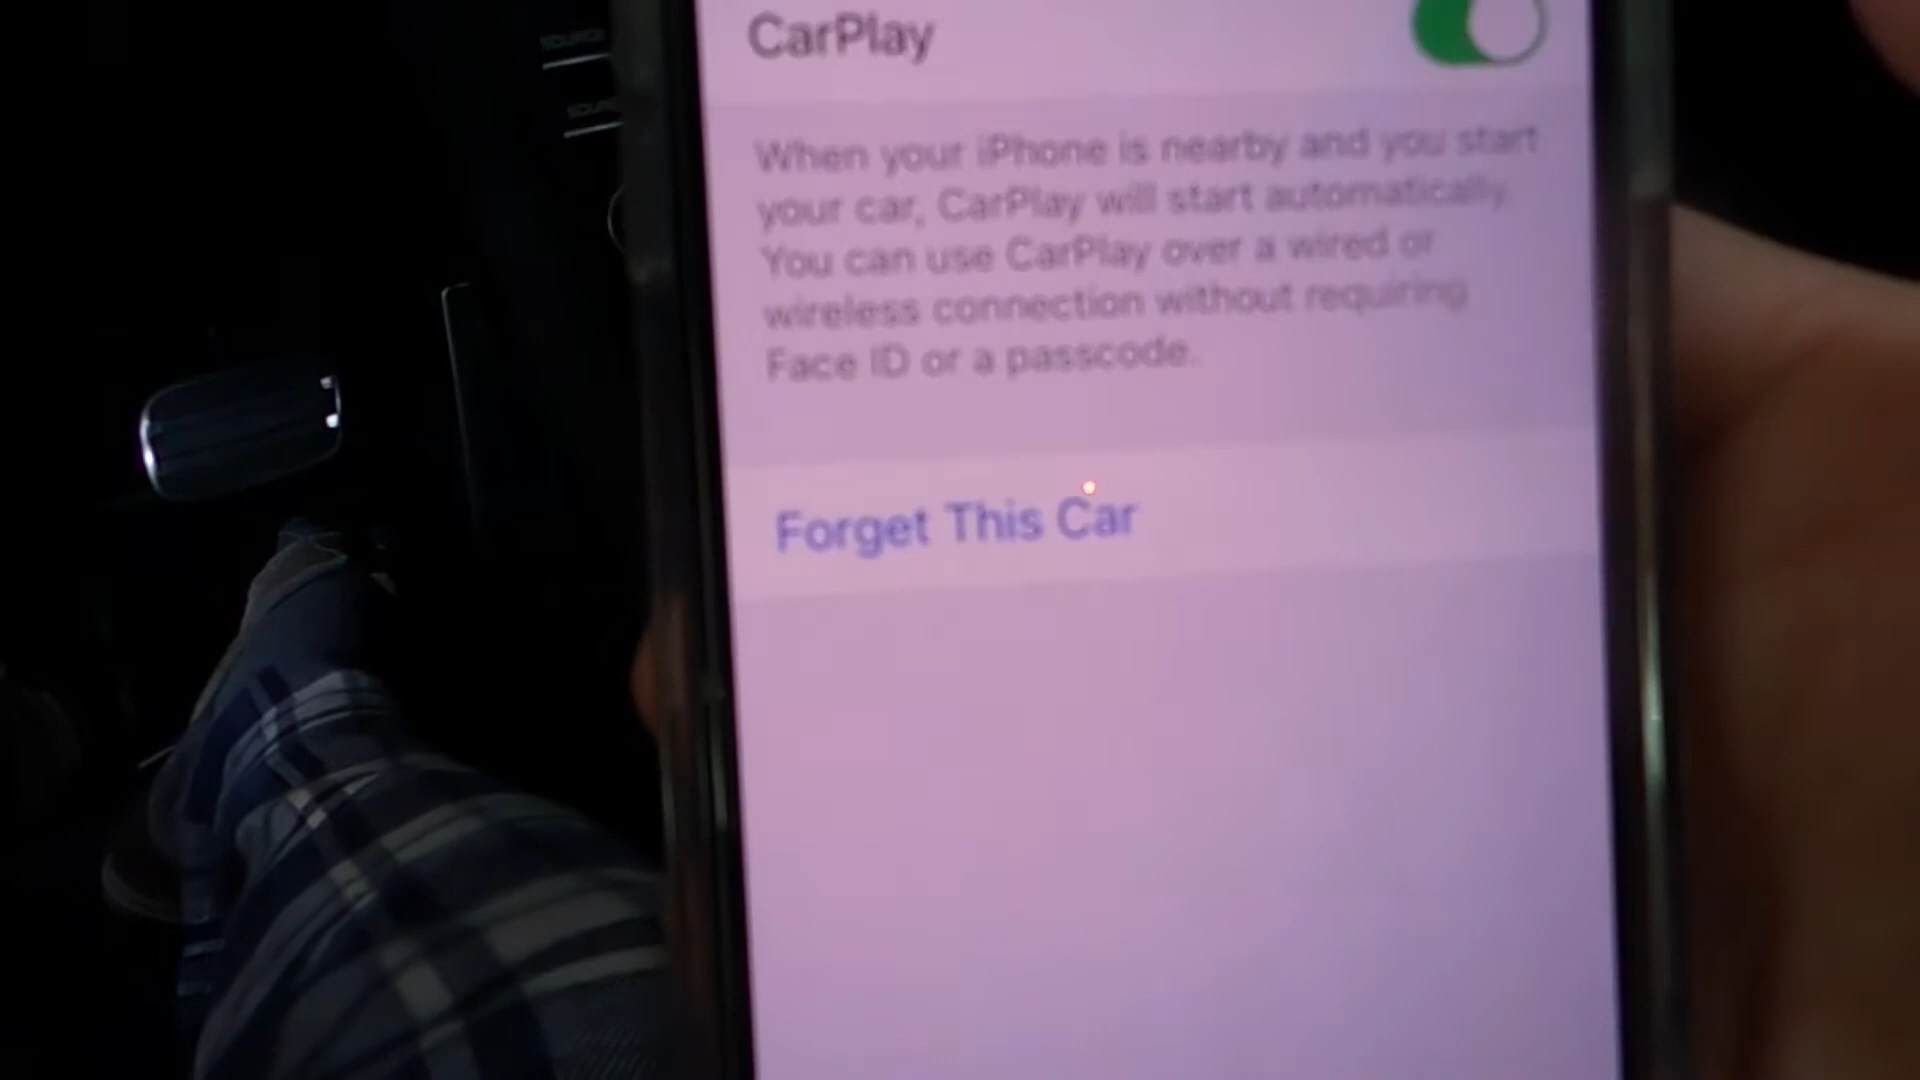 SOURCE
CarPlay
When your iPhone is nearby and you start
your car, CarPlay will start automatically.
You can use CarPlay over a wired or
wireless connection without requiring
Face ID or a passcode.
Forget This Car